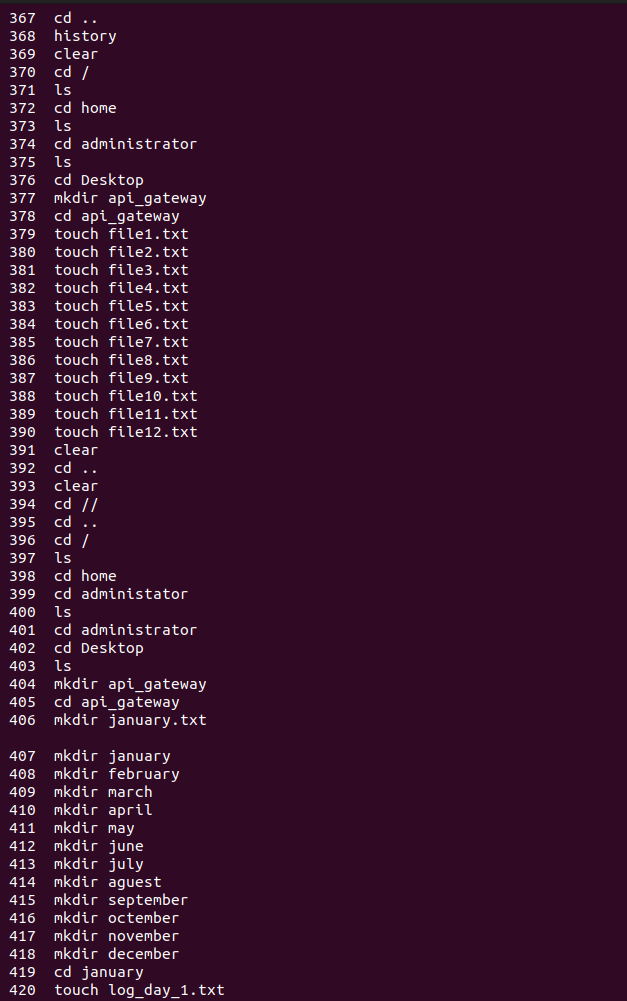 367 cd ..
368 history
369 clear
370 cd /
371 ls
372 cd home
373 ls
374 cd administrator
375 ls
376 cd Desktop
377 mkdir api_gateway
378 cd api_gateway
379 touch file1.txt
380 touch file2.txt
381 touch file3.txt
382 touch file4.txt
383 touch file5.txt
384 touch file6.txt
385 touch file7.txt
386 touch file8.txt
387 touch file9.txt
388 touch file10.txt
389 touch file11.txt
390 touch file12.txt
391 clear
392 cd ..
393 clear
394 cd //
395 cd ..
396 cd /
397 ls
398 cd home
399 cd administator
400 ls
401 cd administrator
402 cd Desktop
403 ls
404 mkdir api_gateway
405 cd api_gateway
406 mkdir january.txt
407 mkdir january
408 mkdir february
409 mkdir march
410 mkdir april
411 mkdir may
412 mkdir june
413 mkdir july
414 mkdir aguest
415 mkdir september
416 mkdir octember
417 mkdir november
418 mkdir december
419 cd january
420 touch log_day_1.txt